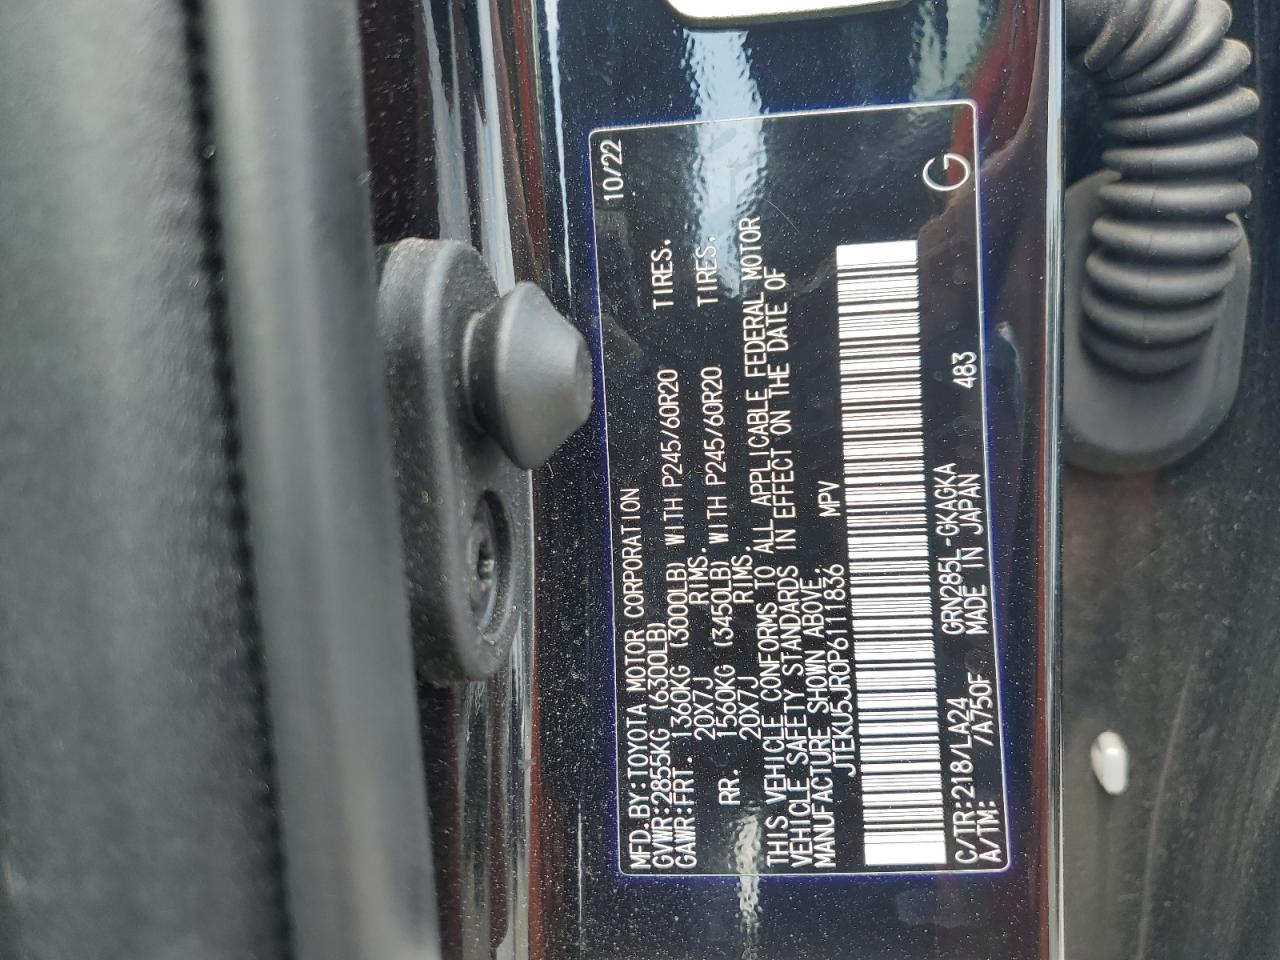 MFD.BY:TOYOTA MOTOR CORPORATION 10/22
GVWR:2855KG (6300LB)
GAWR:FRT. 1360KG (3000LB) WITH P245/60R20 TIRES.
20X7J RIMS.
RR. 1560KG (3450LB) WITH P245/60R20 TIRES.
20X7J RIMS.
THIS VEHICLE CONFORMS TO ALL APPLICABLE FEDERAL MOTOR
VEHICLE SAFETY STANDARDS IN EFFECT ON THE DATE OF
MANUFACTURE SHOWN ABOVE.
JTEKU5JR0P6111836 MPV
C/TR:218/LA24 GRN285L-GKAGKA 483
A/TM: /A750F MADE IN JAPAN
G